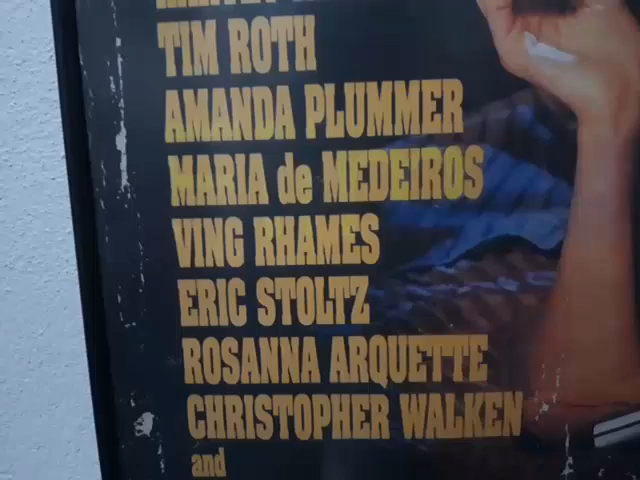 TIM ROTH
AMANDA PLUMMER
MARIA de MEDEIROS
VING RHAMES
ERIC STOLTZ
ROSANNA ARQUETTE
CHRISTOPHER WALKEN
and